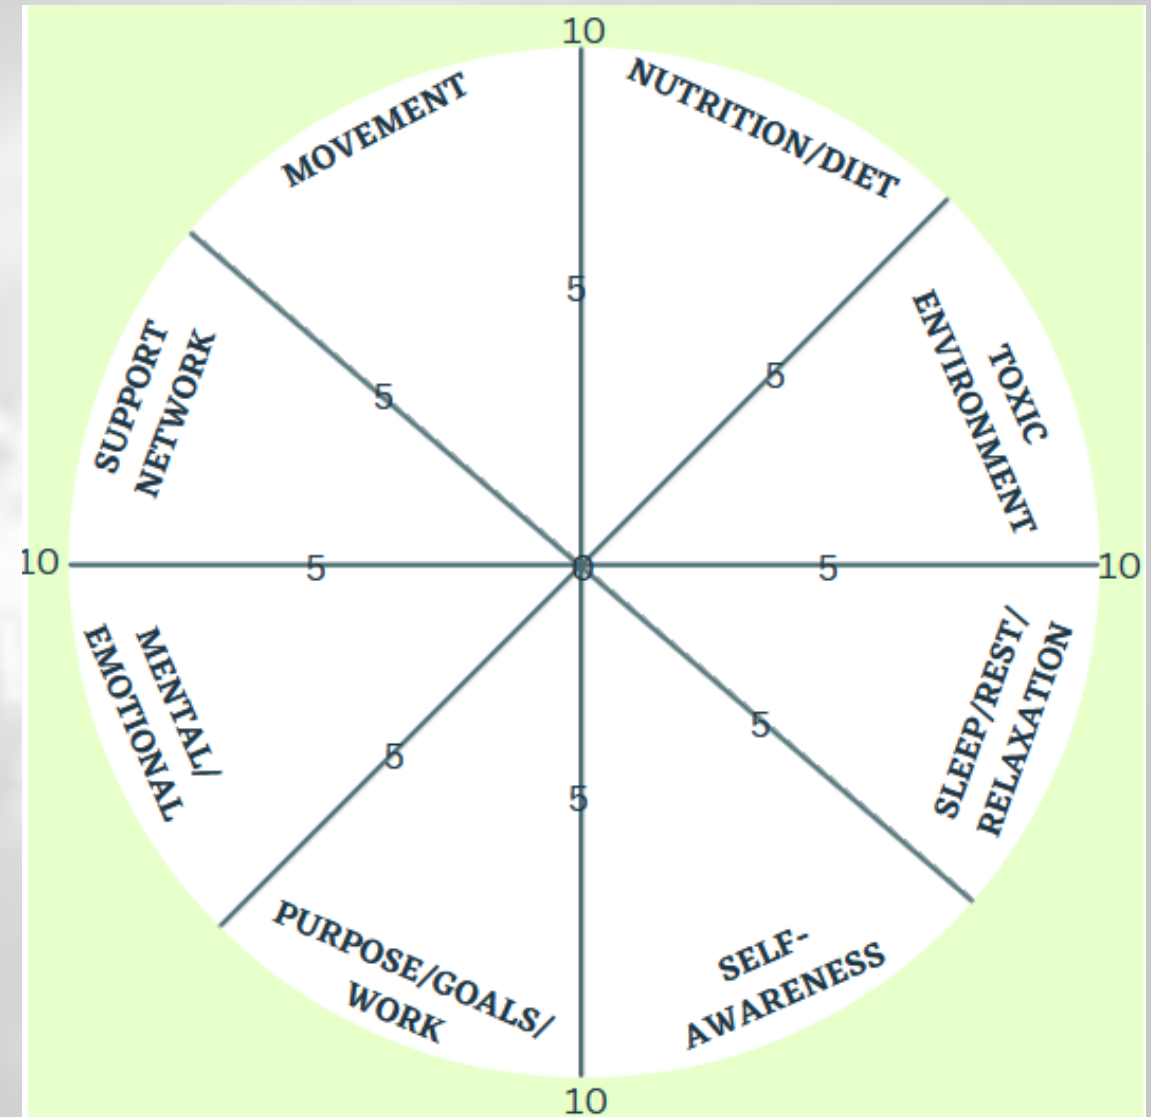 10
MOVEMENT
NUTRITION/DIET
5
5
5
SUPPORT
NETWORK
TOXIC
ENVIRONMENT
10
5
0
5
10
MENTAL/
EMOTIONAL
SLEEP/REST/
RELAXATION
5
5
5
PURPOSE/GOALS/
WORK
SELF-
AWARENESS
10